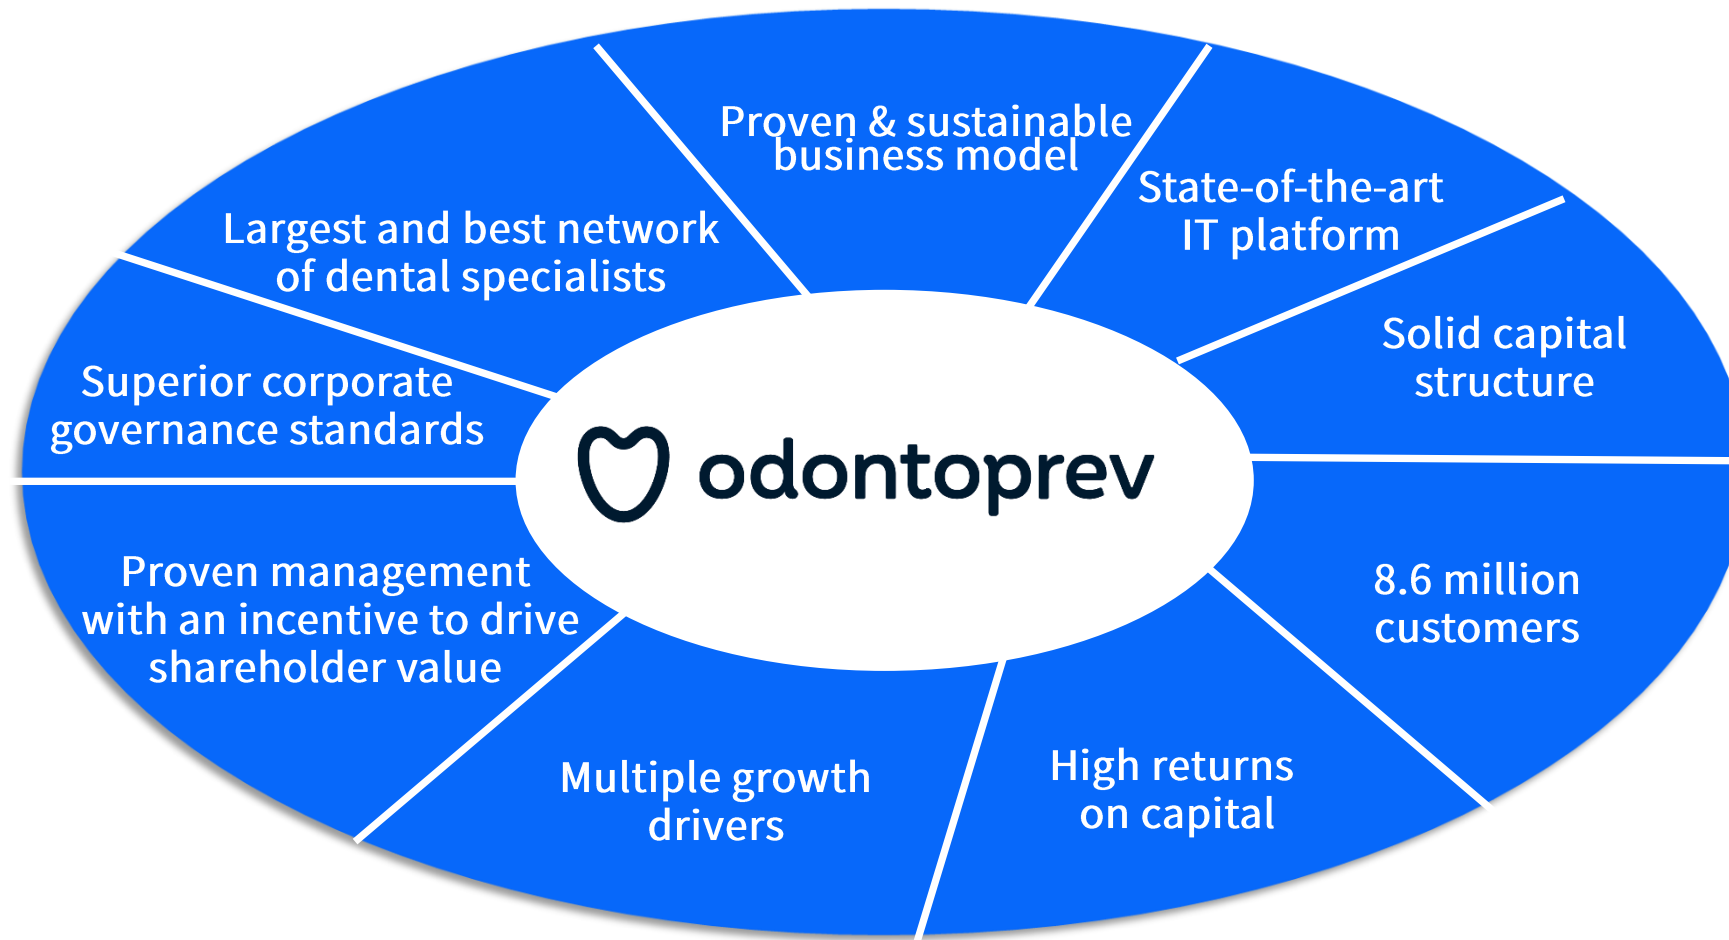 Proven & sustainable
business model
State-of-the-art
IT platform
Solid capital
structure
8.6 million
customers
High returns
on capital
Multiple growth
drivers
Proven management
with an incentive to drive
shareholder value
Superior corporate
governance standards
Largest and best network
of dental specialists
odontoprev